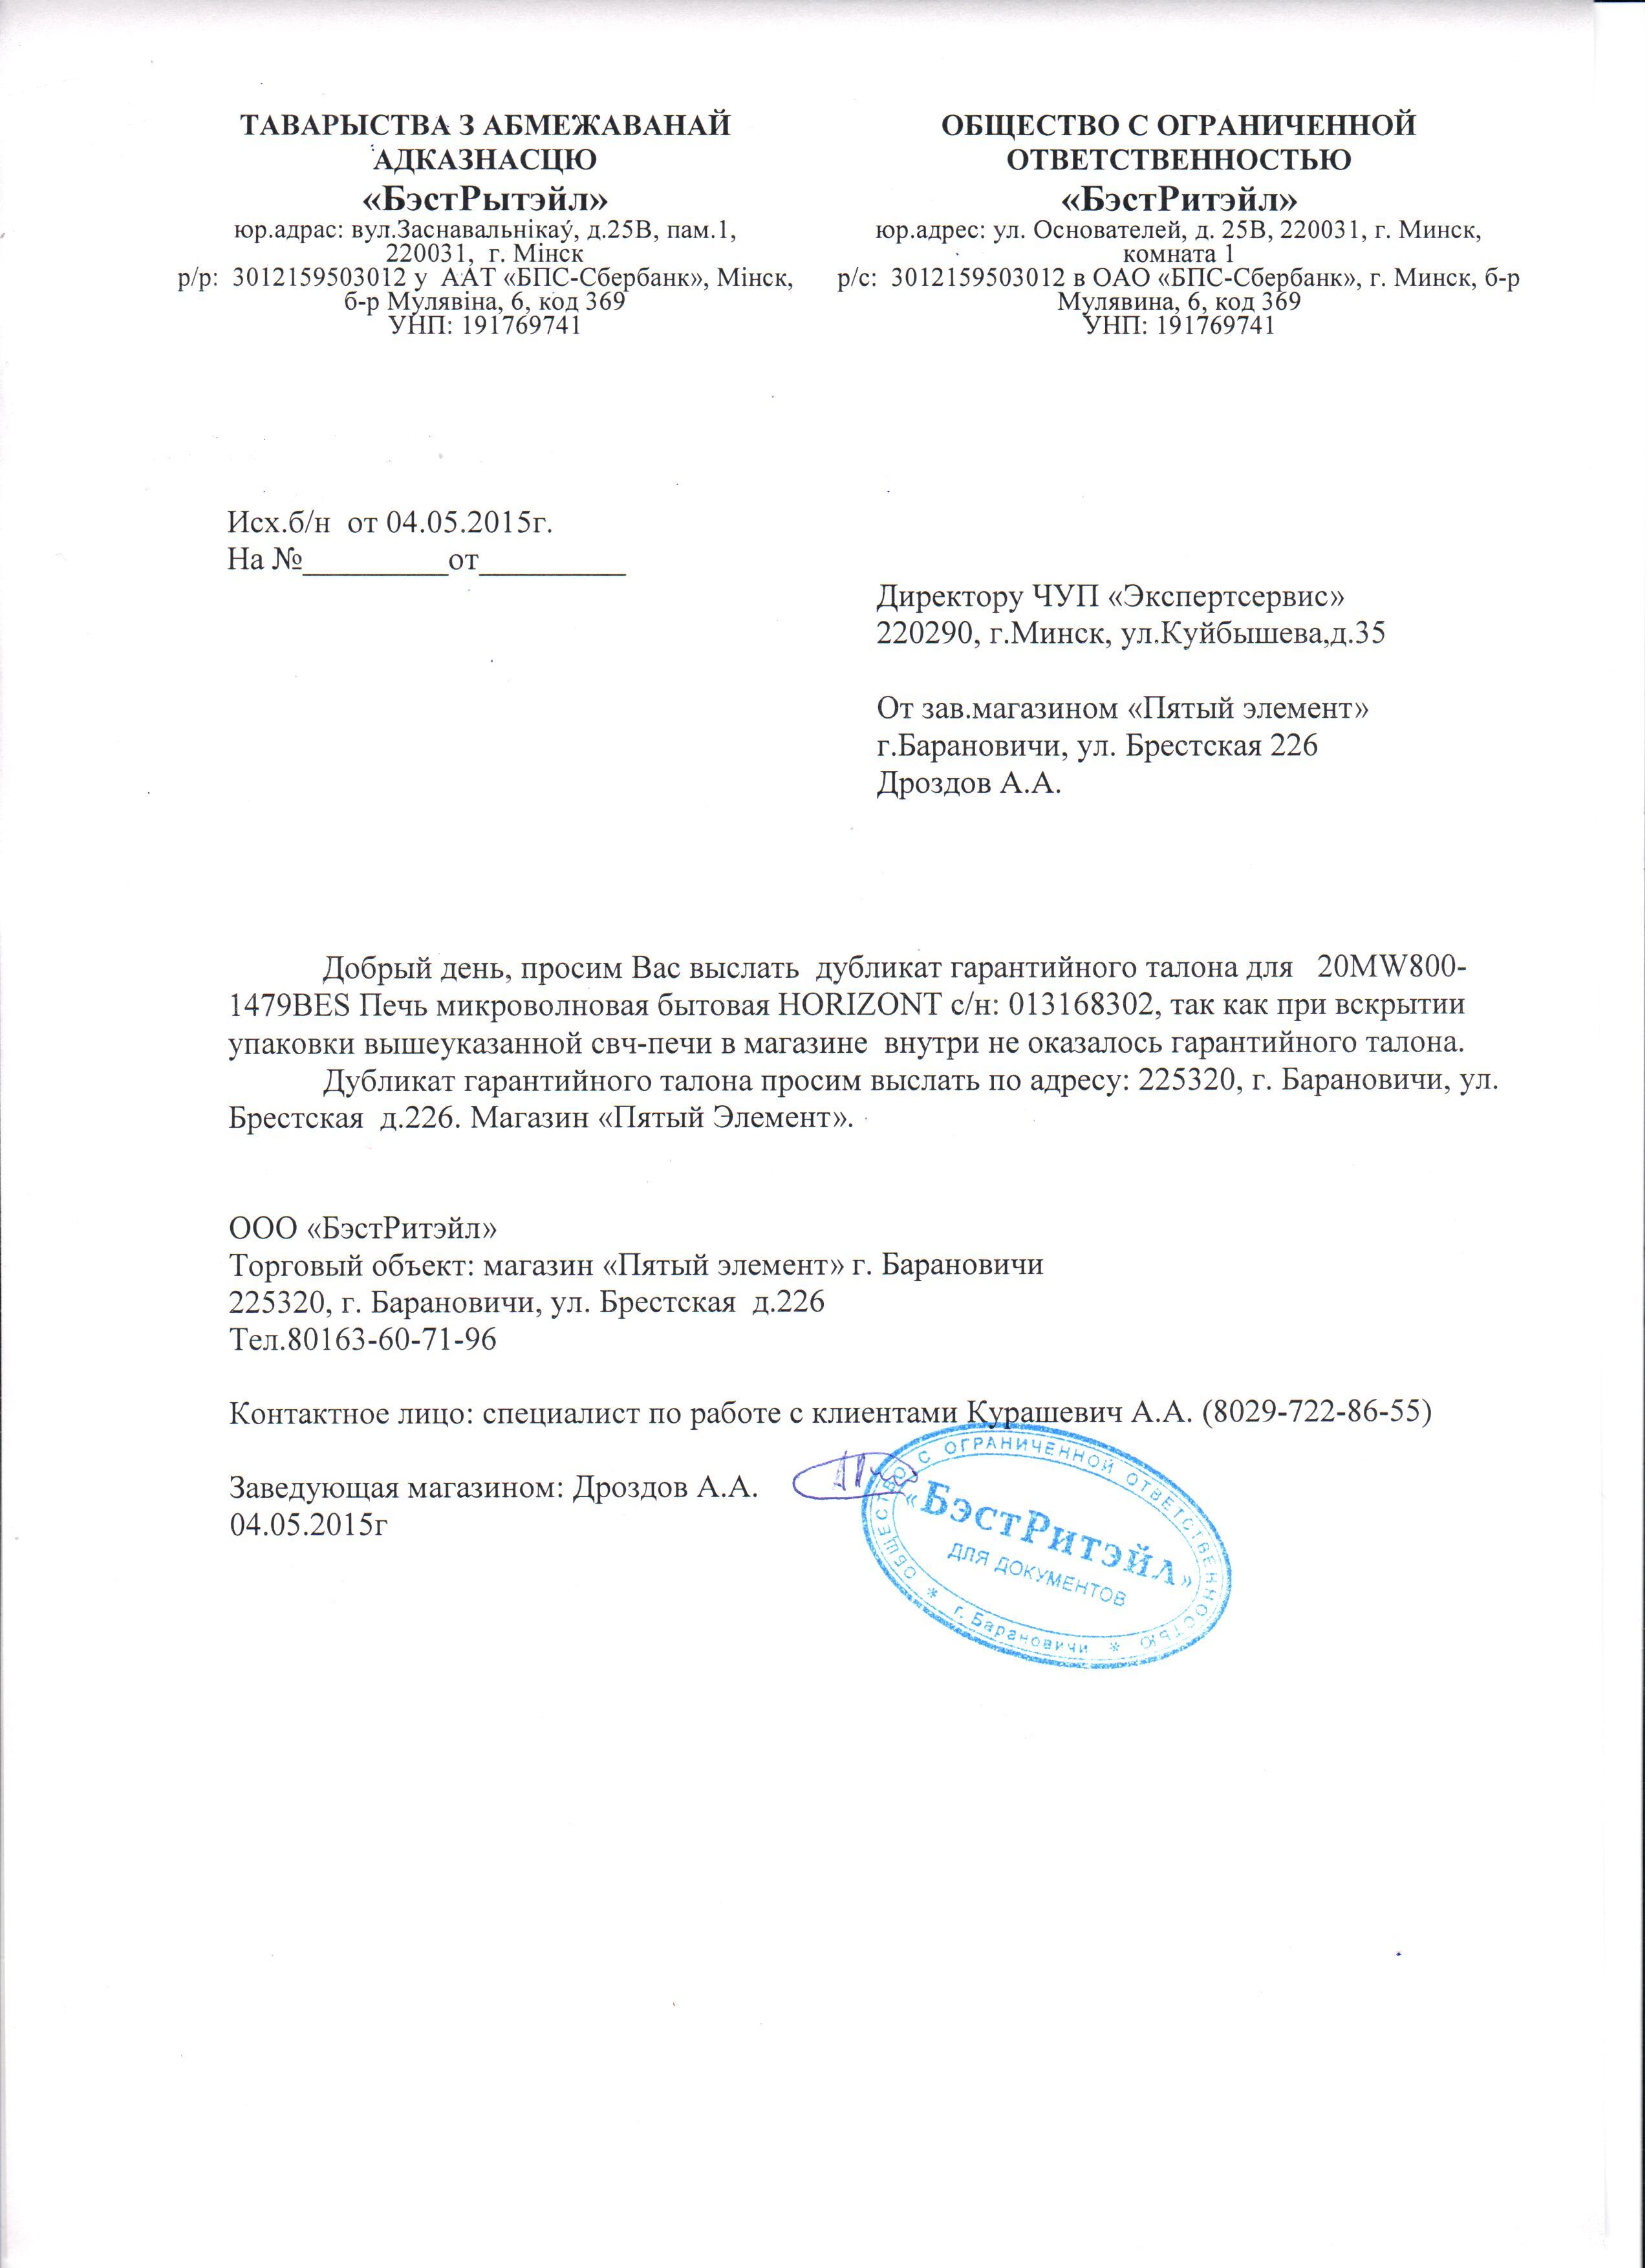 ТАВАРЫСТВА З АБМЕЖАВАНАЙ
АДКАЗНАСЦЮ
«БэстРытэйл»
юр.адрас: вул.Заснавальнікаý, д.25В, пам.1,
220031, г. Мінск
р/р: 3012159503012 у ААТ «БПС-Сбербанк», Мінск,
б-р Мулявіна, 6, код 369
УНП: 191769741
ОБЩЕСТВО С ОГРАНИЧЕННОЙ
ОТВЕТСТВЕННОСТЬЮ
«БэстРитэйл»
юр.адрес: ул. Основателей, д. 25В, 220031, г. Минск,
комната 1
р/с: 3012159503012 в ОАО «БПС-Сбербанк», г. Минск, б-р
Мулявина, 6, код 369
УНП: 191769741
Исх.б/н от 04.05.2015г.
На №_________от_________
Директору ЧУП «Экспертсервис»
220290, г.Минск, ул.Куйбышева,д.35
От зав.магазином «Пятый элемент»
г.Барановичи, ул. Брестская 226
Дроздов А.А.
Добрый день, просим Вас выслать дубликат гарантийного талона для 20MW800-
1479BES Печь микроволновая бытовая HORIZONT с/н: 013168302, так как при вскрытии
упаковки вышеуказанной свч-печи в магазине внутри не оказалось гарантийного талона.
Дубликат гарантийного талона просим выслать по адресу: 225320, г. Барановичи, ул.
Брестская д.226. Магазин «Пятый Элемент».
ООО «БэстРитэйл»
Торговый объект: магазин «Пятый элемент» г. Барановичи
225320, г. Барановичи, ул. Брестская д.226
Тел.80163-60-71-96
Контактное лицо: специалист по работе с клиентами Курашевич А.А. (8029-722-86-55)
Заведующая магазином: Дроздов А.А.
04.05.2015г
ОБЩЕСТВО С ОГРАНИЧЕННОЙ ОТВЕТСТВЕННОСТЬЮ
«БэстРитэйл»
ДЛЯ ДОКУМЕНТОВ
* г. Барановичи *